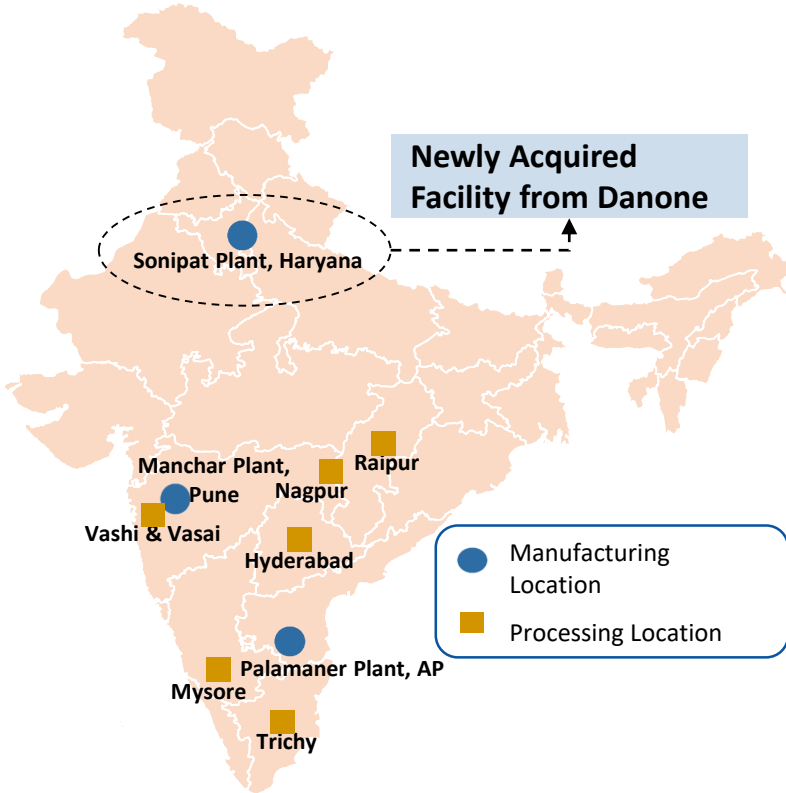 Newly Acquired
Facility from Danone
Sonipat Plant, Haryana
Manchar Plant,
Pune
Vashi & Vasai
Raipur
Nagpur
Hyderabad
Manufacturing
Location
Processing Location
Palamaner Plant, AP
Mysore
Trichy